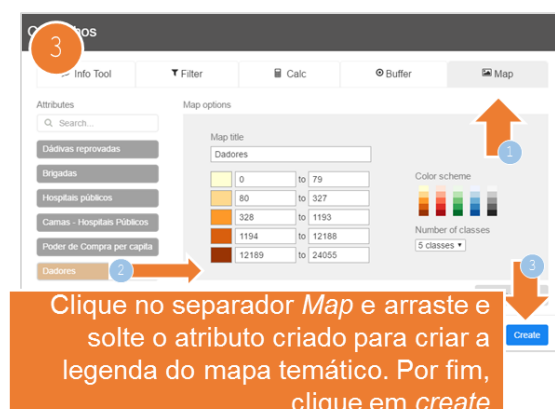 3
Info Tool
Filter
Calc
Buffer
Map
Attributes
Map options
Search...
Map title
Dádivas reprovadas
Dadores
Brigadas
0 to 79
Color scheme
1
Hospitais públicos
80 to 327
328 to 1193
Camas - Hospitais Públicos
1194 to 12188
Number of classes
Poder de Compra per capita
12189 to 24055
5 classes
Dadores
2
3
Create
Clique no separador Map e arraste e
solte o atributo criado para criar a
legenda do mapa temático. Por fim,
clique em create